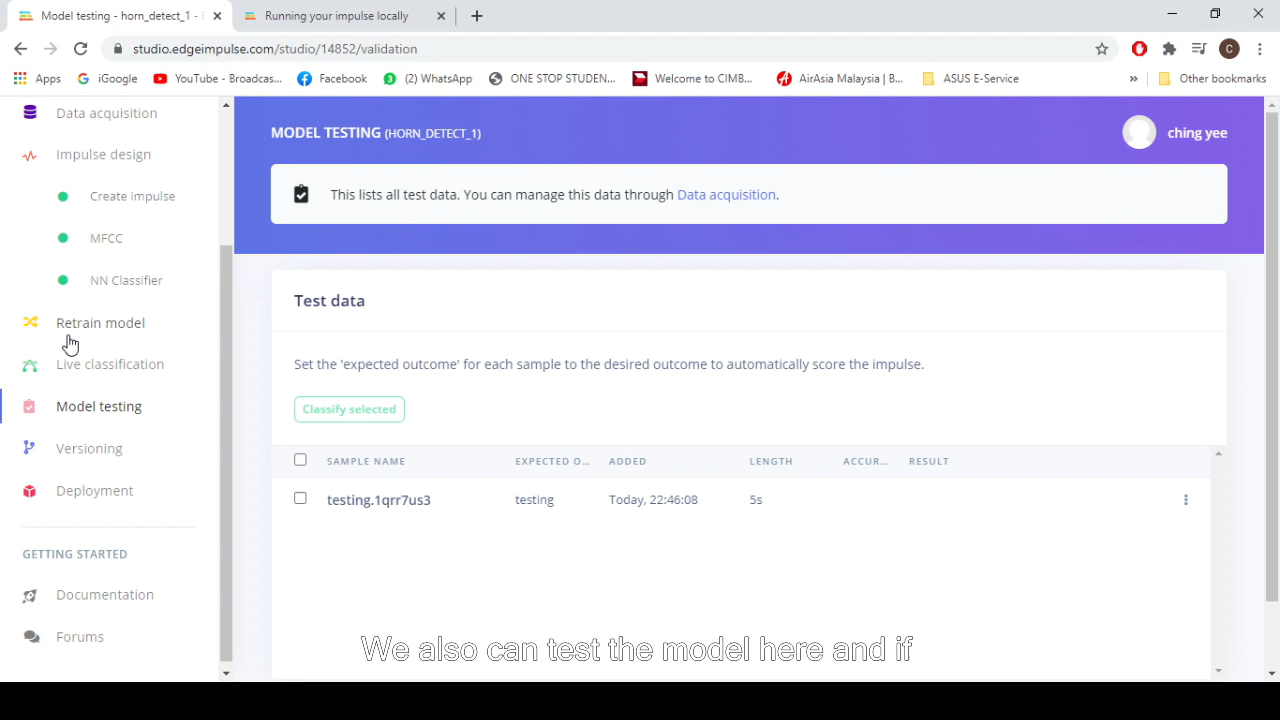 Model testing - horn_detect_1 - E
Running your impulse locally
studio.edgeimpulse.com/studio/14852/validation
C
Apps
iGoogle
YouTube - Broadcas...
Facebook
(2) WhatsApp
ONE STOP STUDEN...
Welcome to CIMB...
AirAsia Malaysia | B...
ASUS E-Service
»
Other bookmarks
Data acquisition
Impulse design
Create impulse
MFCC
NN Classifier
Retrain model
Live classification
Model testing
Versioning
Deployment
GETTING STARTED
Documentation
Forums
MODEL TESTING (HORN_DETECT_1)
ching yee
This lists all test data. You can manage this data through Data acquisition.
Test data
Set the 'expected outcome' for each sample to the desired outcome to automatically score the impulse.
Classify selected
SAMPLE NAME EXPECTED O... ADDED LENGTH ACCUR... RESULT
testing.1qrr7us3 testing Today, 22:46:08 5s
We also can test the model here and if